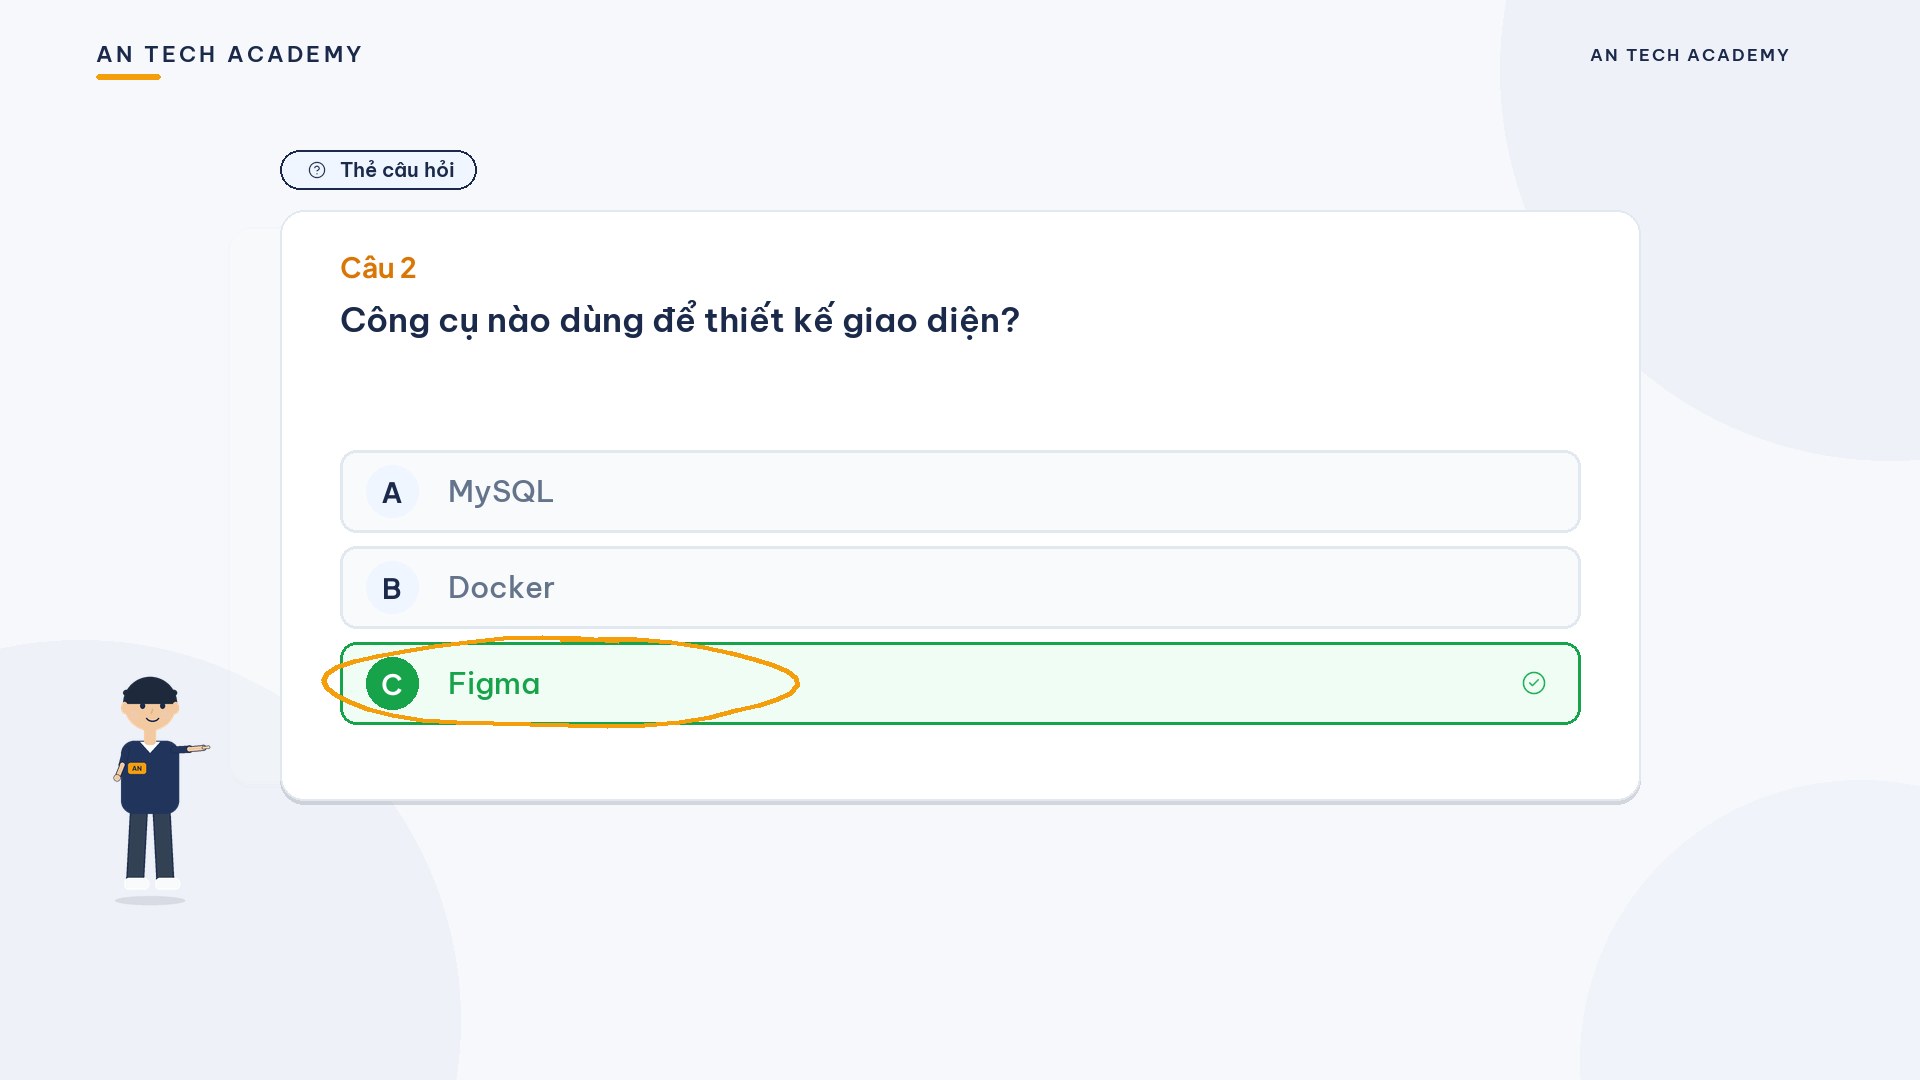 AN TECH ACADEMY
AN TECH ACADEMY
Thẻ câu hỏi
Câu 2
Công cụ nào dùng để thiết kế giao diện?
A MySQL
B Docker
C Figma
AN